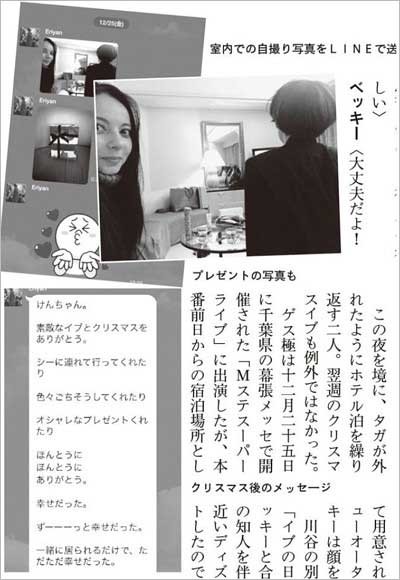 12/25(金)
Eriyan
Eriyan
Eriyan
室内での自撮り写真をＬＩＮＥで送
しい〉
ベッキー〈大丈夫だよ！
プレゼントの写真も
この夜を境に、タガが外
れたようにホテル泊を繰り
返す二人。翌週のクリスマ
スイブも例外ではなかった。
ゲス極は十二月二十五日
に千葉県の幕張メッセで開
催された「Ｍステスーパー
ライブ」に出演したが、本
番前日からの宿泊場所とし
クリスマス後のメッセージ
て用意され
ューオータ
キーは顔を
川谷の別
「イブの日
ッキーと合
の知人を伴
近いディズ
トしたので
Eriyan
けんちゃん。
素敵なイブとクリスマスを
ありがとう。
シーに連れて行ってくれた
り
色々ごちそうしてくれたり
オシャレなプレゼントくれ
たり
ほんとうに
ほんとうに
ありがとう。
幸せだった。
ずーーーっと幸せだった。
一緒に居られるだけで、た
だただ幸せだった。